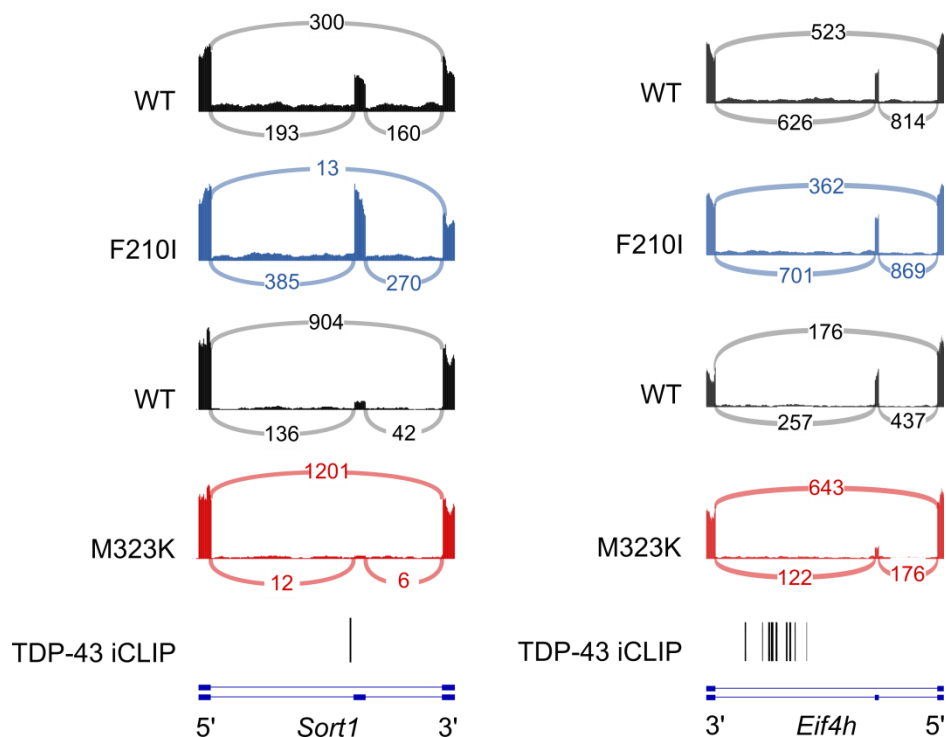 300
WT
193 160
13
F210I
385 270
904
WT
136 42
1201
M323K
12 6
TDP-43 iCLIP
5' Sort1 3'
523
WT
626 814
362
F210I
701 869
176
WT
257 437
643
M323K
122 176
TDP-43 iCLIP
3' Eif4h 5'